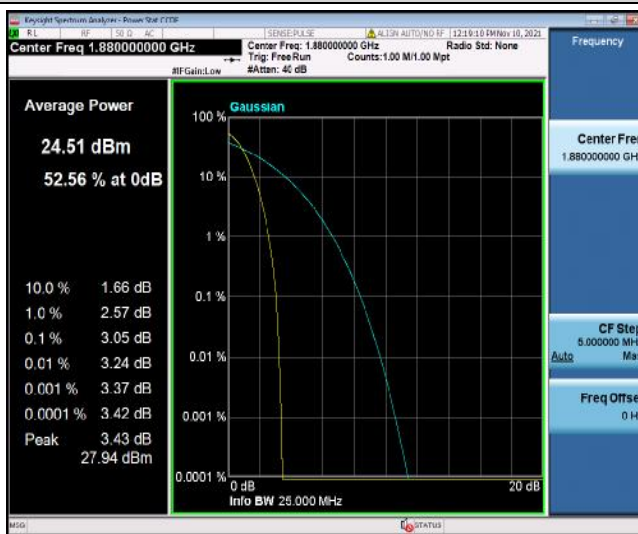 Keysight Spectrum Analyzer - Power Stat CCDF
RL RF 50 Ω AC SENSE:PULSE ALIGN AUTO/NO RF 12:19:10 PM Nov 10, 2021
Center Freq 1.880000000 GHz
Center Freq: 1.880000000 GHz Radio Std: None
Trig: Free Run Counts:1.00 M/1.00 Mpt
#IFGain:Low #Atten: 40 dB
Frequency
Average Power
24.51 dBm
52.56 % at 0dB
10.0 % 1.66 dB
1.0 % 2.57 dB
0.1 % 3.05 dB
0.01 % 3.24 dB
0.001 % 3.37 dB
0.0001 % 3.42 dB
Peak 3.43 dB
27.94 dBm
Gaussian
100 %
10 %
1 %
0.1 %
0.01 %
0.001 %
0.0001 %
0 dB 20 dB
Info BW 25.000 MHz
Center Fre
1.880000000 GH
CF Step
5.000000 MH
Auto Ma
Freq Offse
0 H
MSG STATUS